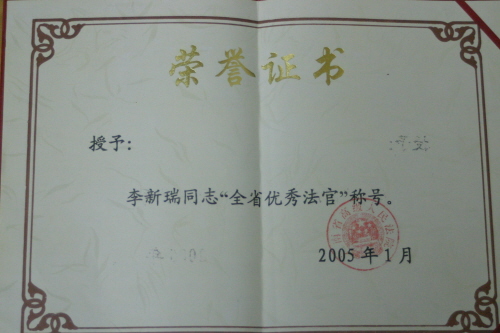 荣誉证书
授予：
李新瑞同志“全省优秀法官”称号。
2005年1月